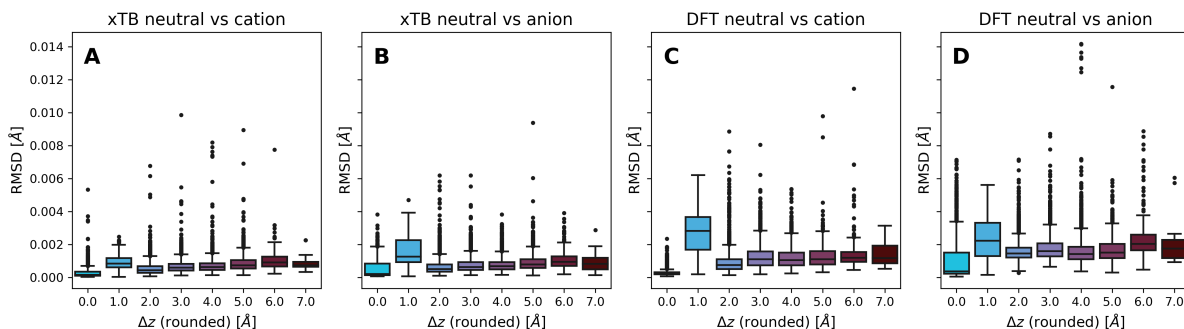 xTB neutral vs cation
xTB neutral vs anion
DFT neutral vs cation
DFT neutral vs anion
A
B
C
D
RMSD [Å]
0.014
0.012
0.010
0.008
0.006
0.004
0.002
0.000
RMSD [Å]
RMSD [Å]
RMSD [Å]
0.0 1.0 2.0 3.0 4.0 5.0 6.0 7.0
0.0 1.0 2.0 3.0 4.0 5.0 6.0 7.0
0.0 1.0 2.0 3.0 4.0 5.0 6.0 7.0
0.0 1.0 2.0 3.0 4.0 5.0 6.0 7.0
Δz (rounded) [Å]
Δz (rounded) [Å]
Δz (rounded) [Å]
Δz (rounded) [Å]